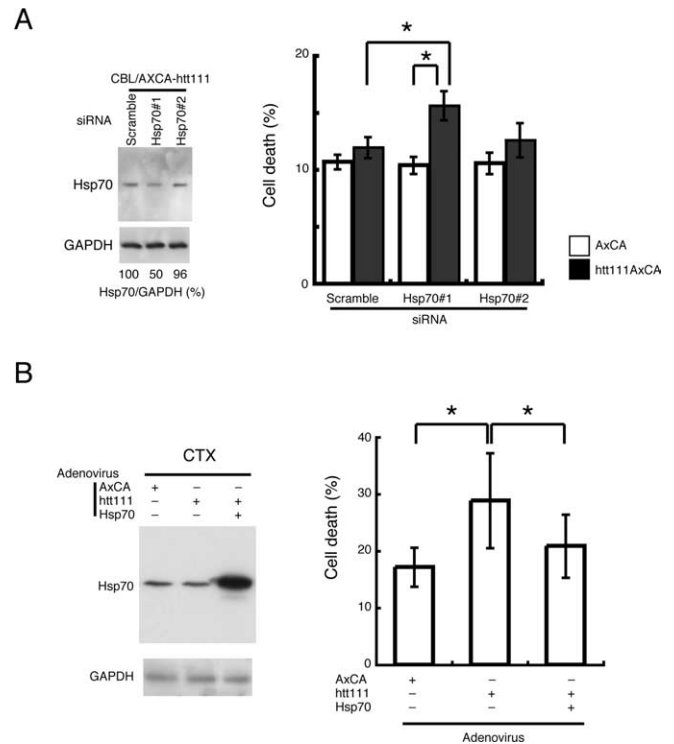 A
CBL/AXCA-htt111
siRNA Scramble Hsp70#1 Hsp70#2
Hsp70
GAPDH
100 50 96
Hsp70/GAPDH (%)
Cell death (%)
20
10
0
* *
Scramble Hsp70#1 Hsp70#2
siRNA
AxCA
htt111AxCA
B
CTX
Adenovirus
AxCA + – –
htt111 – + +
Hsp70 – – +
Hsp70
GAPDH
Cell death (%)
40
30
20
10
0
* *
AxCA + – –
htt111 – + +
Hsp70 – – +
Adenovirus